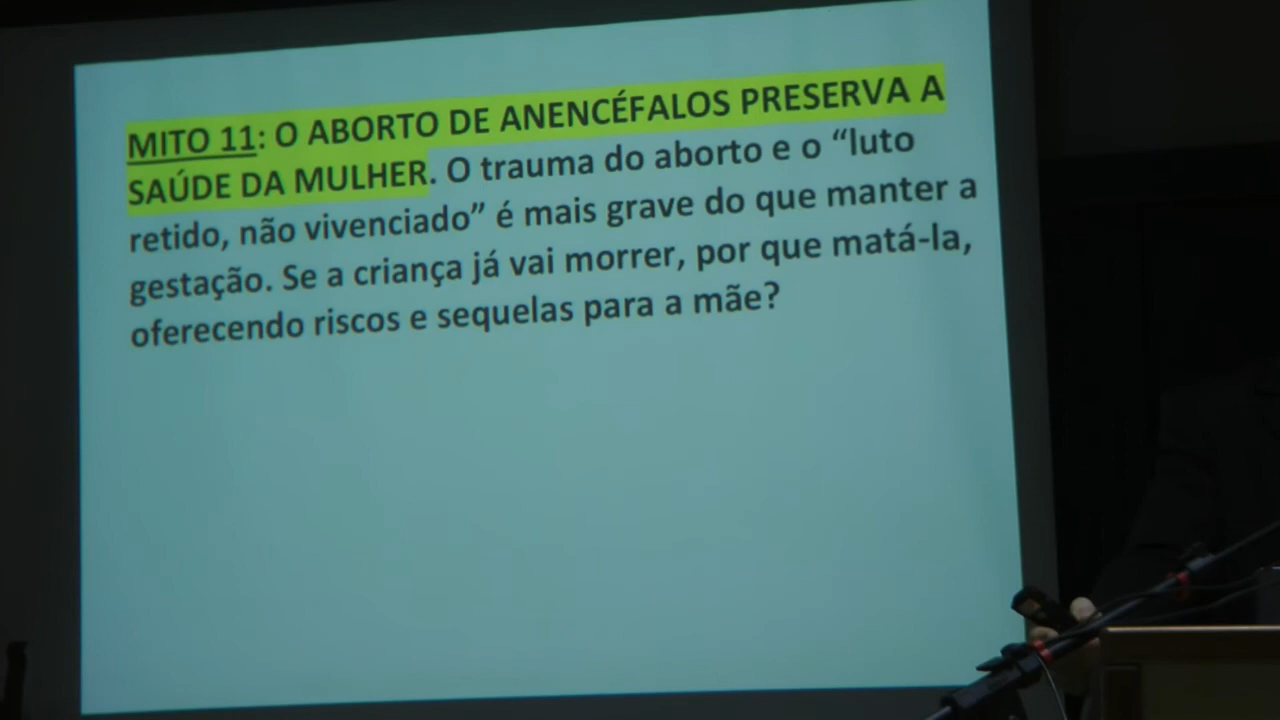 MITO 11: O ABORTO DE ANENCÉFALOS PRESERVA A
SAÚDE DA MULHER. O trauma do aborto e o “luto
retido, não vivenciado” é mais grave do que manter a
gestação. Se a criança já vai morrer, por que matá-la,
oferecendo riscos e sequelas para a mãe?